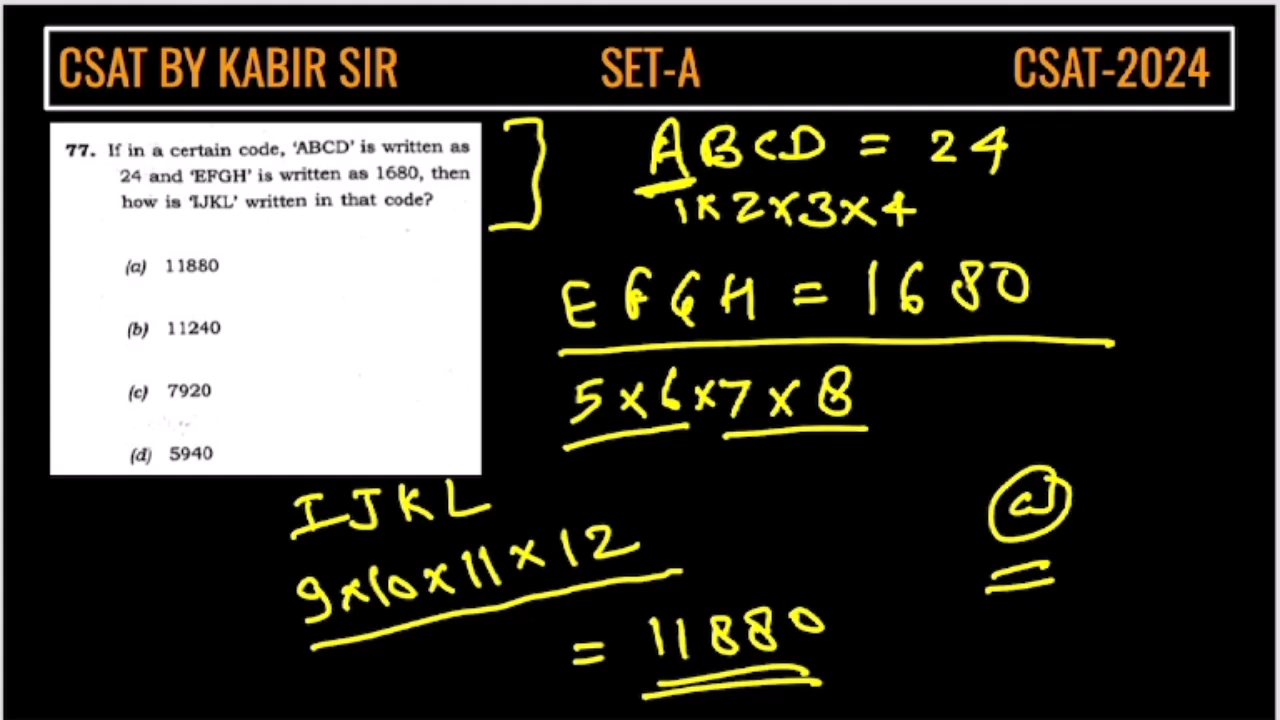 CSAT BY KABIR SIR SET-A CSAT-2024
77. If in a certain code, 'ABCD' is written as
24 and 'EFGH' is written as 1680, then
how is 'IJKL' written in that code?
(a) 11880
(b) 11240
(c) 7920
(d) 5940
ABCD = 24
1×2×3×4
EFGH = 1680
5×6×7×8
IJKL
9×10×11×12
= 11880
a)